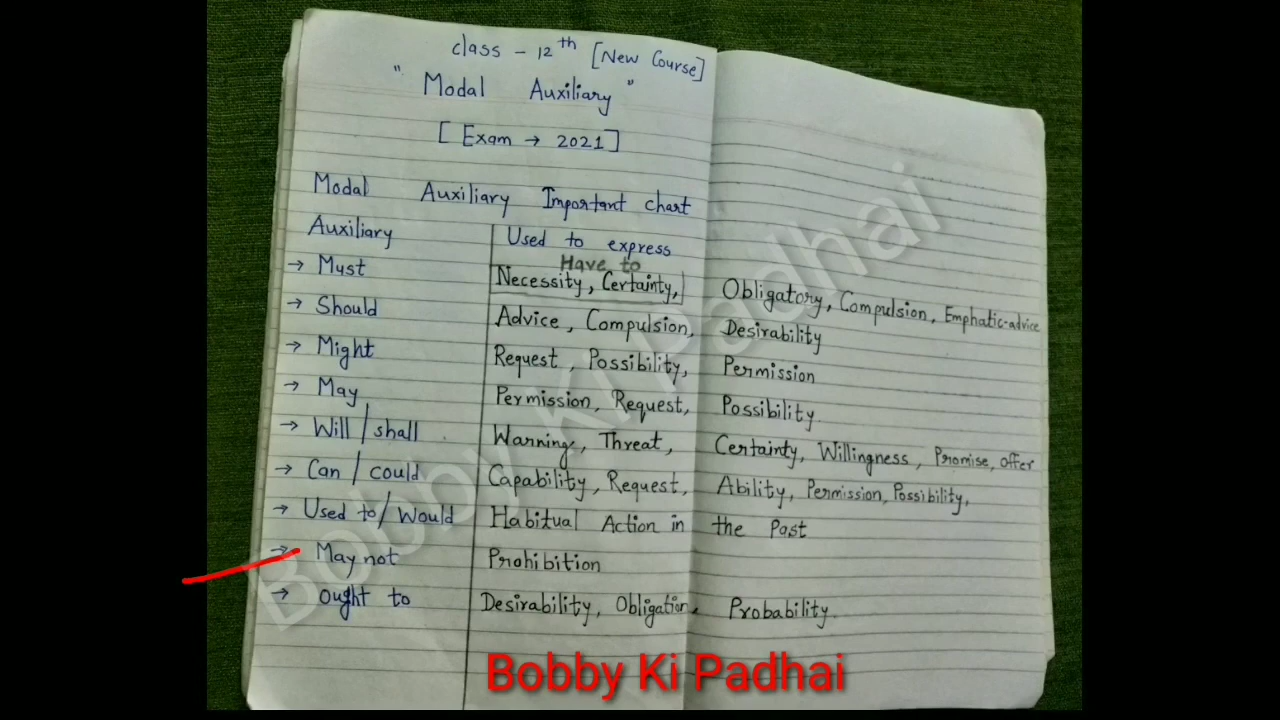 class - 12th [New Course]
" Modal Auxiliary "
[Exam → 2021]
Modal Auxiliary Important chart
Auxiliary Used to express
Have to
→ Must Necessity, Certainty, Obligatory, Compulsion, Emphatic-advice
→ Should Advice, Compulsion, Desirability
→ Might Request, Possibility, Permission
→ May Permission, Request, Possibility.
→ Will/shall Warning, Threat, Certainty, Willingness, Promise, offer
→ Can/could Capability, Request, Ability, Permission, Possibility,
→ Used to/Would Habitual Action in the Past
→ May not Prohibition
→ ought to Desirability, Obligation, Probability.
Bobby Ki Padhai
Bobby Ki Padhai